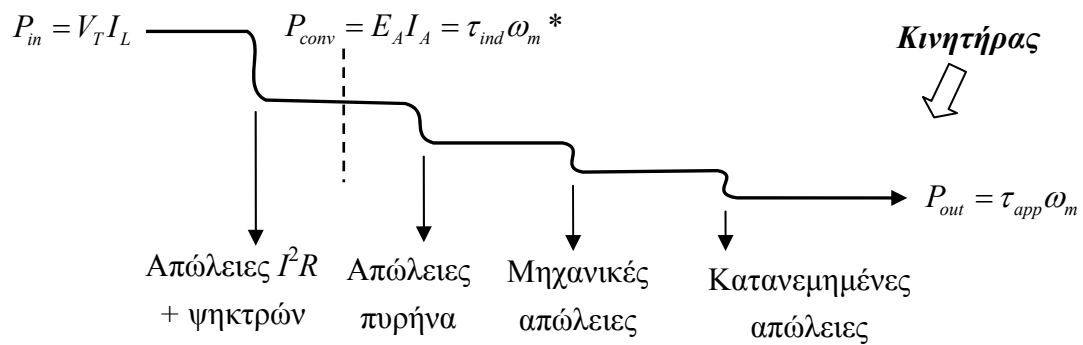 P_in = V_T I_L
P_conv = E_A I_A = τ_ind ω_m *
Κινητήρας
P_out = τ_app ω_m
Απώλειες I²R
+ ψηκτρών
Απώλειες
πυρήνα
Μηχανικές
απώλειες
Κατανεμημένες
απώλειες